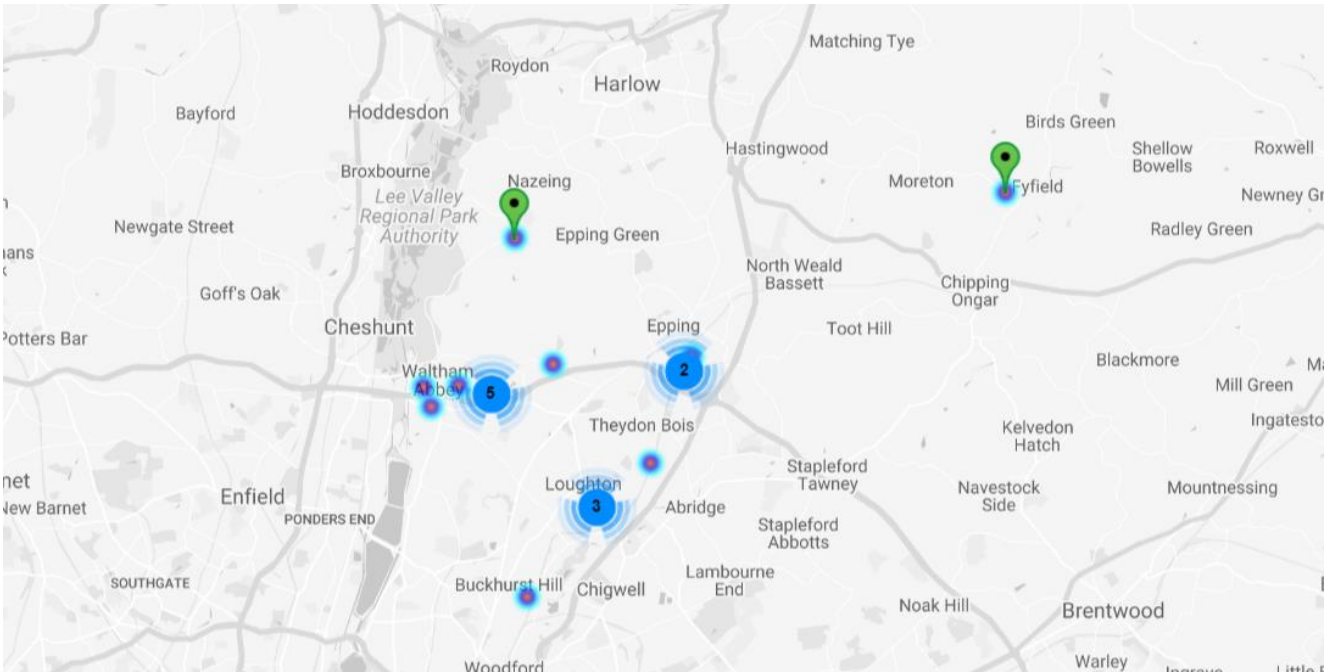 Matching Tye
Roydon
Harlow
Bayford
Hoddesdon
Birds Green
Hastingwood
Shellow
Bowells
Roxwell
Broxbourne
Nazeing
Moreton
Fyfield
Lee Valley
Regional Park
Authority
Newney Gr
Newgate Street
Epping Green
Radley Green
ans
North Weald
Bassett
Chipping
Ongar
Goff's Oak
Cheshunt
Epping
Toot Hill
Potters Bar
Blackmore
Waltham
Abbey
2
5
Mill Green
Theydon Bois
Kelvedon
Hatch
Ingatesto
net
Stapleford
Tawney
Loughton
Enfield
Navestock
Side
Mountnessing
New Barnet
3
Abridge
PONDERS END
Stapleford
Abbotts
SOUTHGATE
Buckhurst Hill
Chigwell
Lambourne
End
Noak Hill
Brentwood
Woodford
Warley